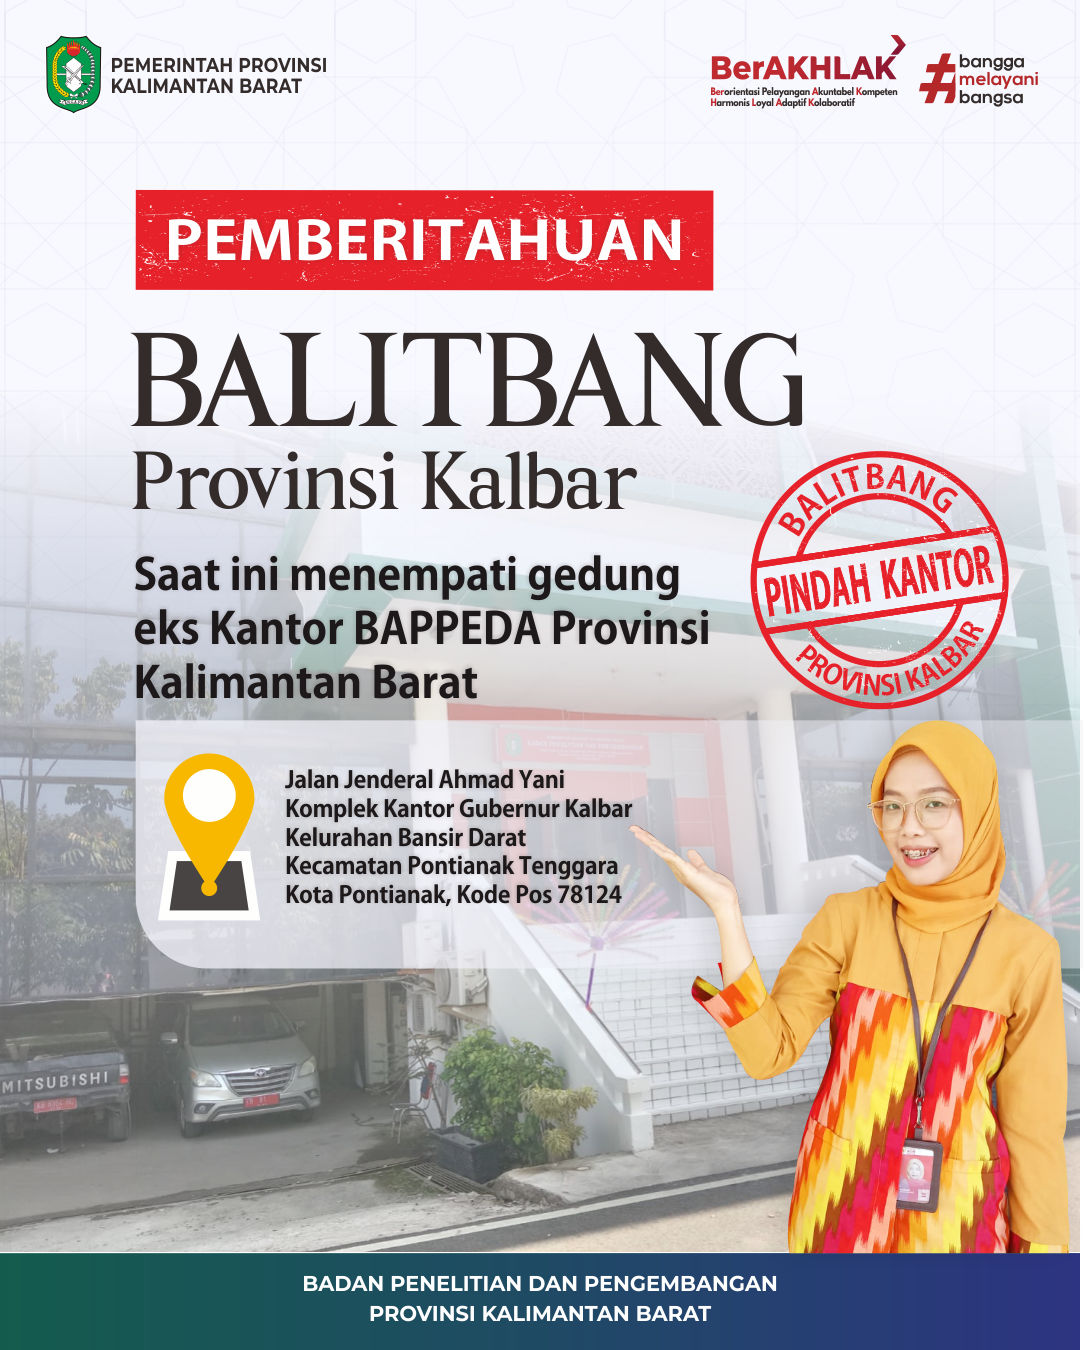 PEMERINTAH PROVINSI
KALIMANTAN BARAT
BerAKHLAK
Berorientasi Pelayangan Akuntabel Kompeten
Harmonis Loyal Adaptif Kolaboratif
#
bangga
melayani
bangsa
PEMBERITAHUAN
BALITBANG
Provinsi Kalbar
BALITBANG
PINDAH KANTOR
PROVINSI KALBAR
Saat ini menempati gedung
eks Kantor BAPPEDA Provinsi
Kalimantan Barat
Jalan Jenderal Ahmad Yani
Komplek Kantor Gubernur Kalbar
Kelurahan Bansir Darat
Kecamatan Pontianak Tenggara
Kota Pontianak, Kode Pos 78124
MITSUBISHI
BADAN PENELITIAN DAN PENGEMBANGAN
PROVINSI KALIMANTAN BARAT